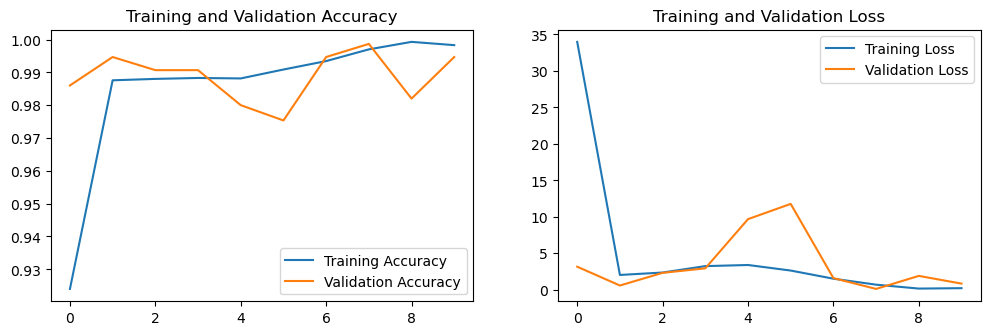 Training and Validation Accuracy
1.00
0.99
0.98
0.97
0.96
0.95
0.94
0.93
0 2 4 6 8
Training Accuracy
Validation Accuracy
Training and Validation Loss
35
30
25
20
15
10
5
0
0 2 4 6 8
Training Loss
Validation Loss